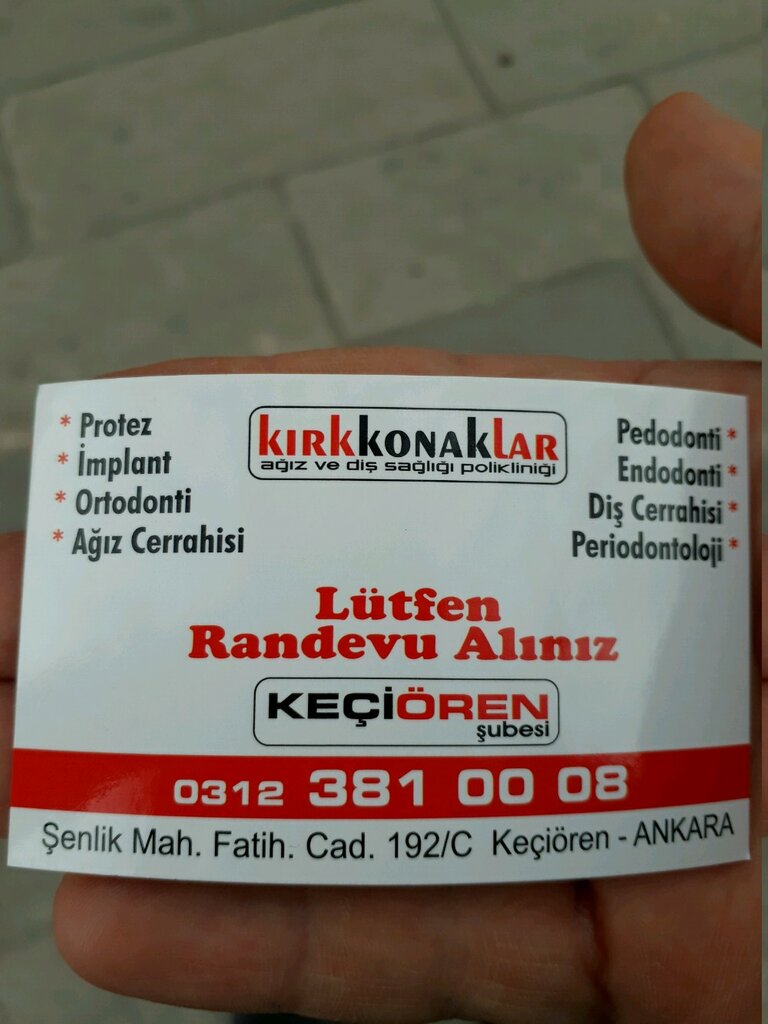 * Protez
* İmplant
* Ortodonti
* Ağız Cerrahisi
kırkkonakLAR
ağız ve diş sağlığı polikliniği
Pedodonti *
Endodonti *
Diş Cerrahisi *
Periodontoloji *
Lütfen
Randevu Alınız
KEÇİÖREN
şubesi
0312 381 00 08
Şenlik Mah. Fatih. Cad. 192/C Keçiören - ANKARA